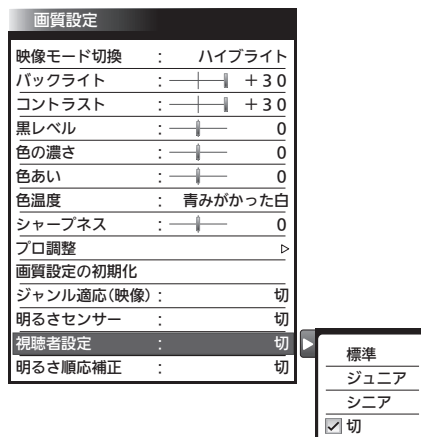 画質設定
映像モード切換 : ハイブライト
バックライト : +30
コントラスト : +30
黒レベル : 0
色の濃さ : 0
色あい : 0
色温度 : 青みがかった白
シャープネス : 0
プロ調整
画質設定の初期化
ジャンル適応(映像) : 切
明るさセンサー : 切
視聴者設定 : 切
明るさ順応補正 : 切
標準
ジュニア
シニア
切